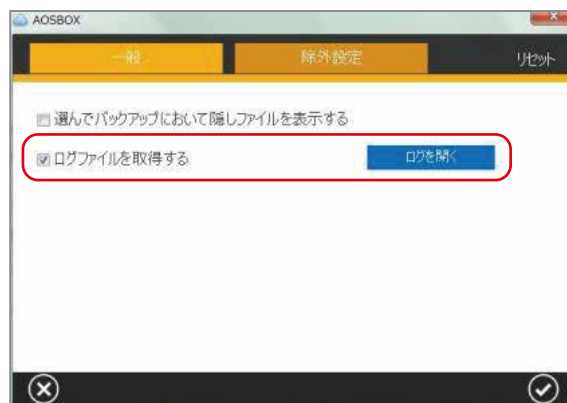 AOSBOX
一般 除外設定 リセット
選んでバックアップにおいて隠しファイルを表示する
ログファイルを取得する ログを開く